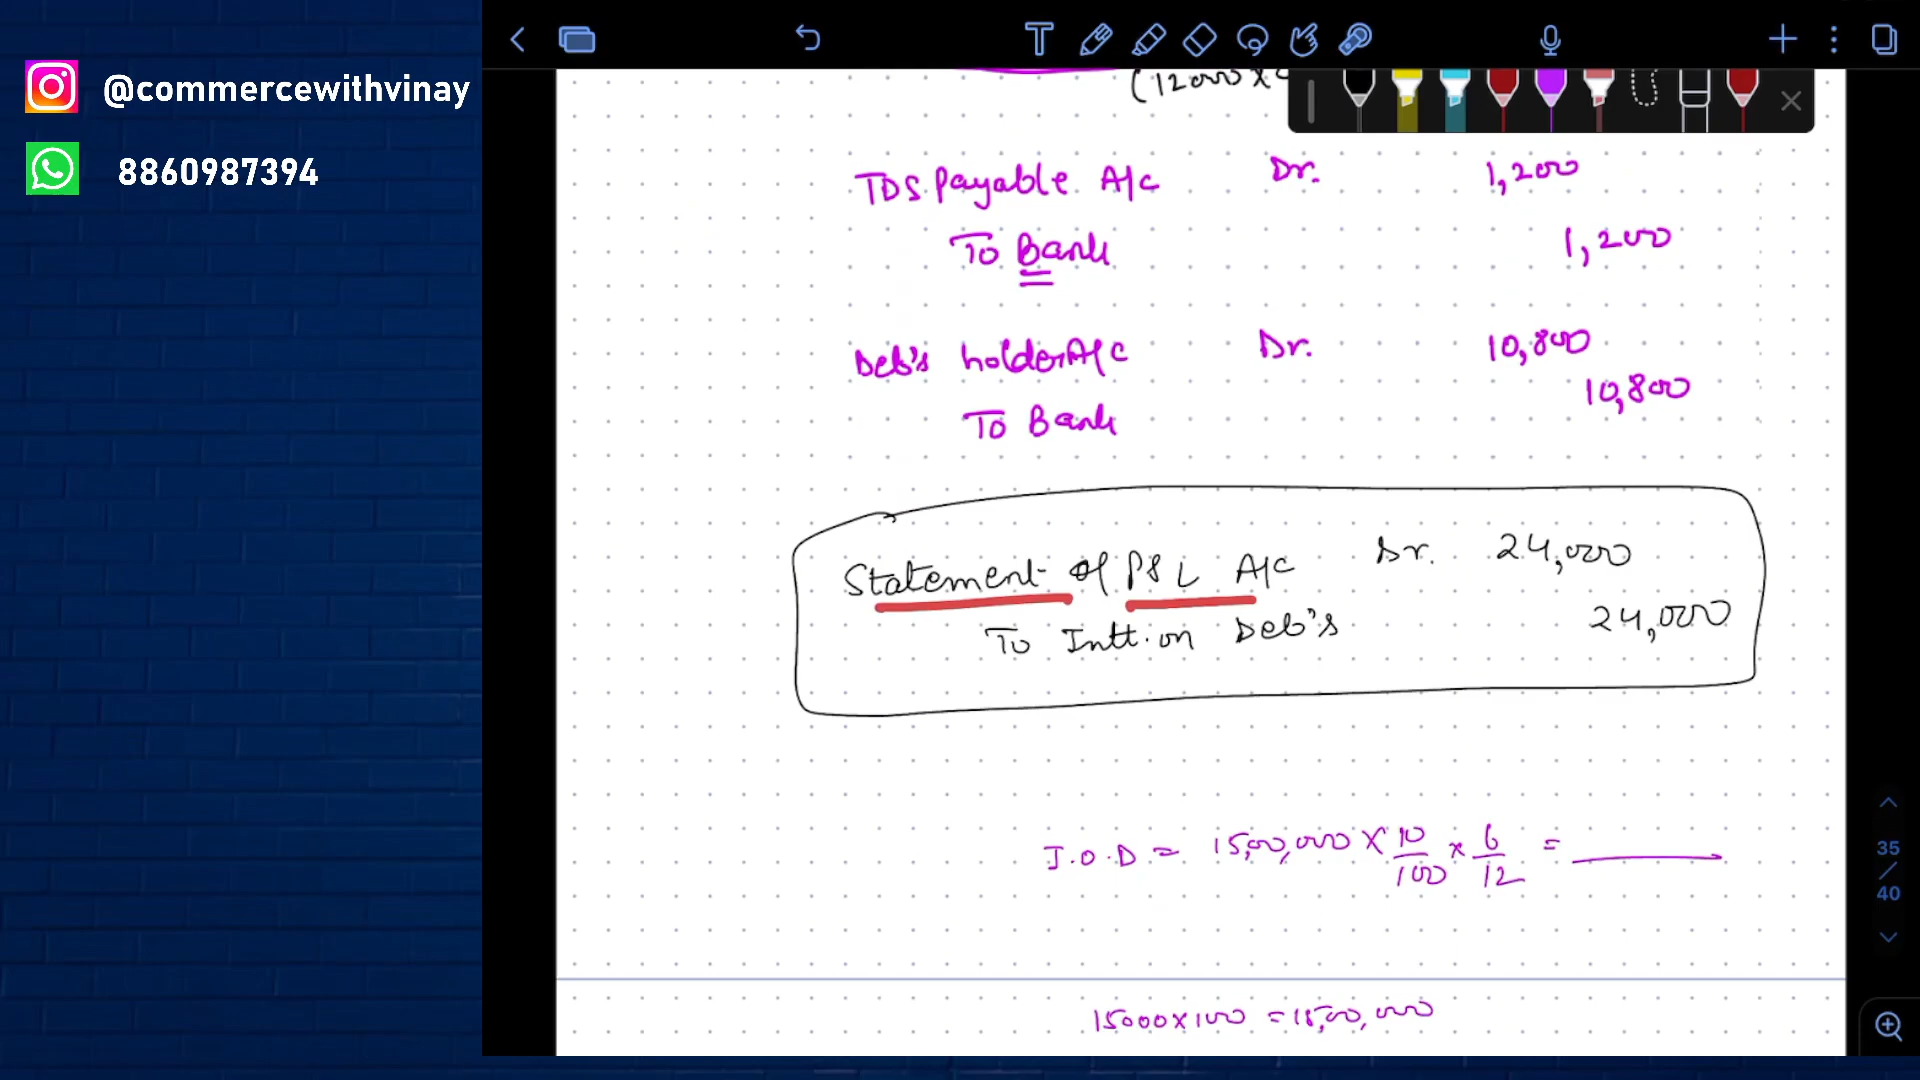 @commercewithvinay
8860987394
(12000x
TDS Payable A/c Dr. 1,200
To Bank 1,200
Deb's holder A/c Dr. 10,800
To Bank 10,800
Statement of P&L A/c Dr. 24,000
To Intt. on Deb's 24,000
I.O.D = 15,00,000 x 10/100 x 6/12 =
15000x100 = 15,00,000
35
/
40